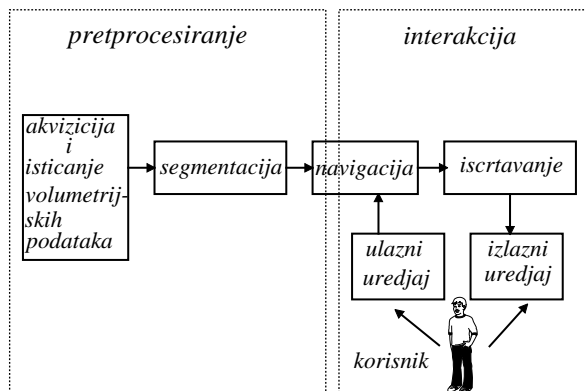 pretprocesiranje
interakcija
akvizicija
i
isticanje
volumetrij-
skih
podataka
segmentacija
navigacija
iscrtavanje
ulazni
uredjaj
izlazni
uredjaj
korisnik